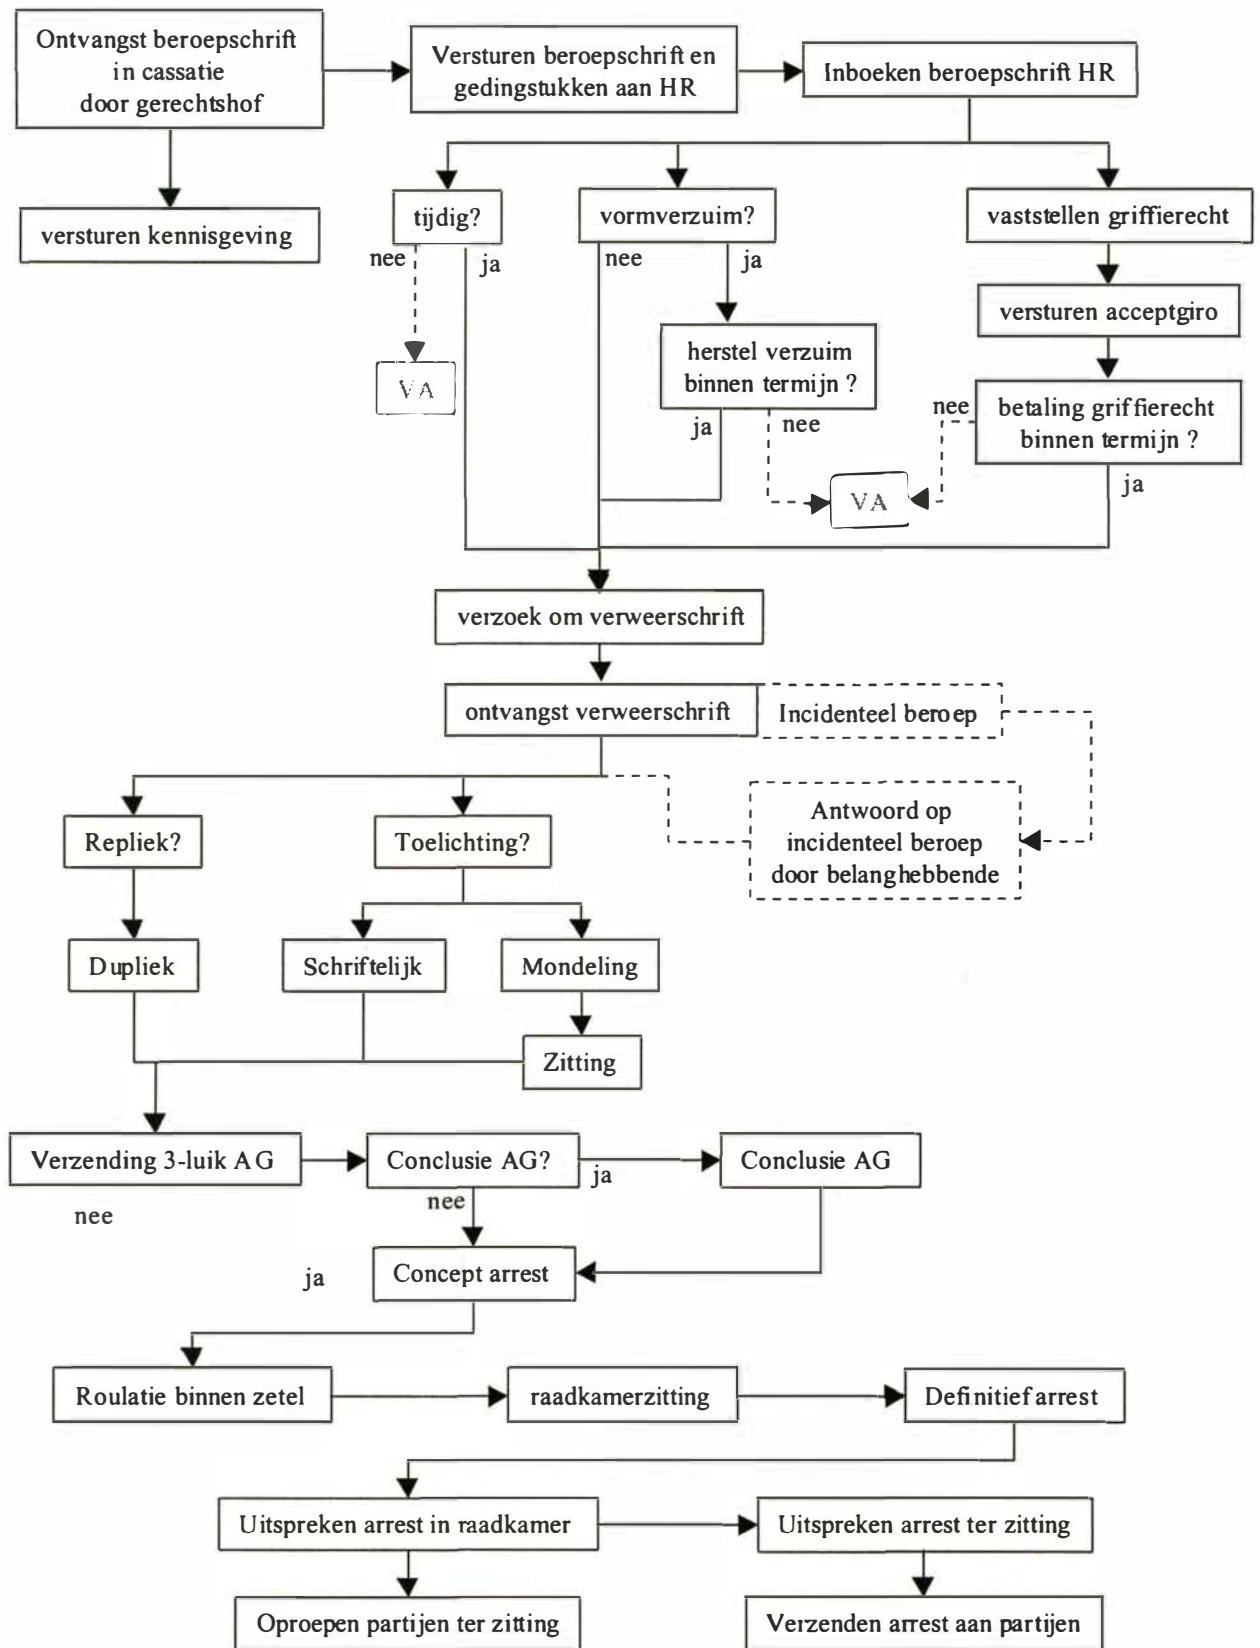 Ontvangst beroepschrift
in cassatie
door gerechtshof
Versturen beroepschrift en
gedingstukken aan HR
Inboeken beroepschrift HR
versturen kennisgeving
tijdig?
vormverzuim?
vaststellen griffierecht
nee
ja
nee
ja
versturen acceptgiro
herstel verzuim
binnen termijn ?
VA
nee
betaling griffierecht
binnen termijn ?
ja
nee
VA
ja
verzoek om verweerschrift
ontvangst verweerschrift
Incidenteel beroep
Antwoord op
incidenteel beroep
door belanghebbende
Repliek?
Toelichting?
Dupliek
Schriftelijk
Mondeling
Zitting
Verzending 3-luik AG
Conclusie AG?
ja
Conclusie AG
nee
nee
ja
Concept arrest
Roulatie binnen zetel
raadkamerzitting
Definitief arrest
Uitspreken arrest in raadkamer
Uitspreken arrest ter zitting
Oproepen partijen ter zitting
Verzenden arrest aan partijen